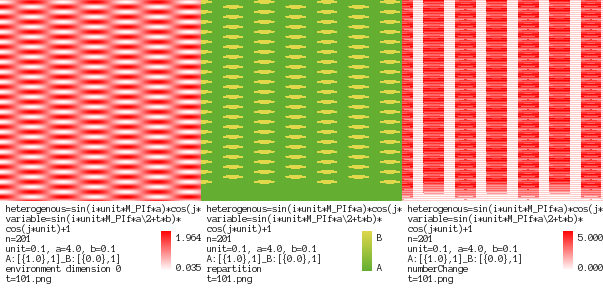 heterogenous=sin(i*unit*M_PIf*a)*cos(j*
variable=sin(i*unit*M_PIf*a\2+t*b)*
cos(j*unit)+1
n=201
unit=0.1, a=4.0, b=0.1
A:[{1.0},1]_B:[{0.0},1]
environment dimension 0
t=101.png
1.964
0.035
heterogenous=sin(i*unit*M_PIf*a)*cos(j*
variable=sin(i*unit*M_PIf*a\2+t*b)*
cos(j*unit)+1
n=201
unit=0.1, a=4.0, b=0.1
A:[{1.0},1]_B:[{0.0},1]
repartition
t=101.png
B
A
heterogenous=sin(i*unit*M_PIf*a)*cos(j*
variable=sin(i*unit*M_PIf*a\2+t*b)*
cos(j*unit)+1
n=201
unit=0.1, a=4.0, b=0.1
A:[{1.0},1]_B:[{0.0},1]
numberChange
t=101.png
5.000
0.000